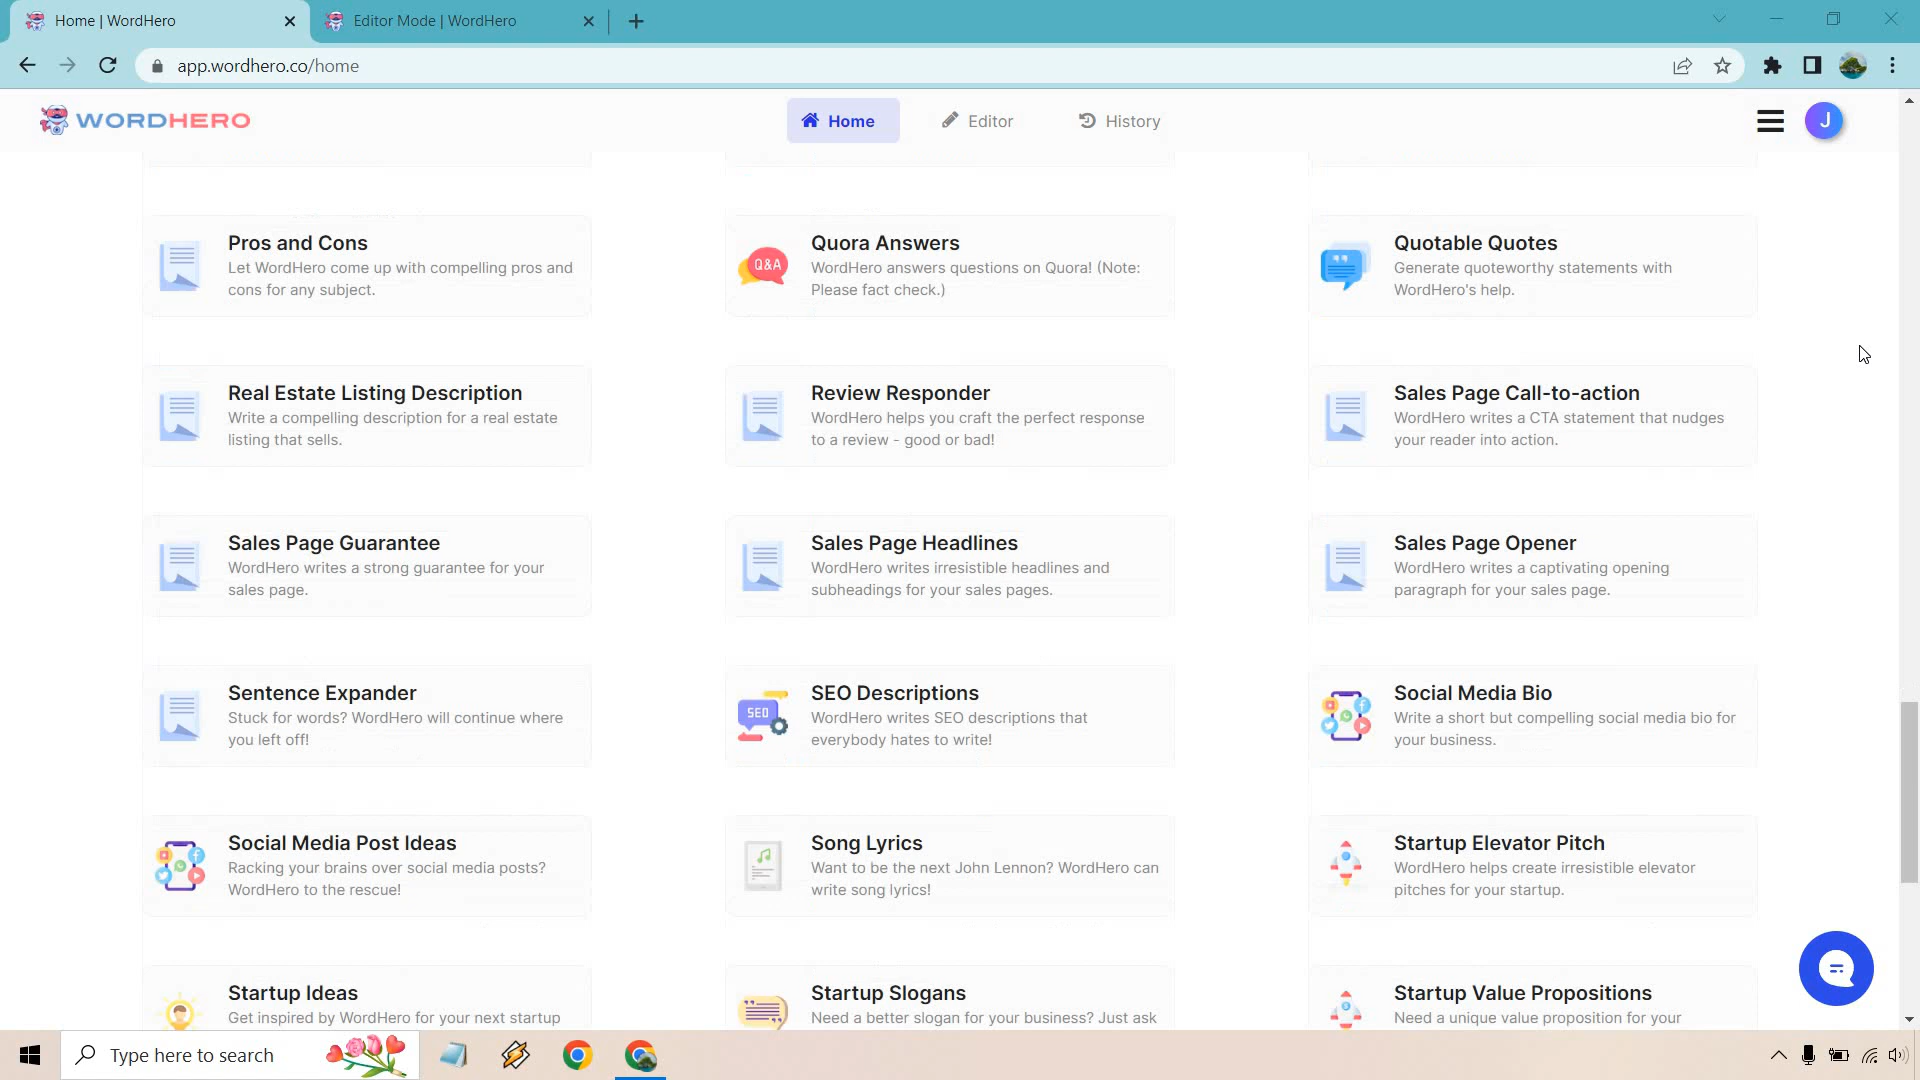 Home | WordHero
Editor Mode | WordHero
app.wordhero.co/home
WORDHERO
Home
Editor
History
J
Pros and Cons
Let WordHero come up with compelling pros and
cons for any subject.
Q&A
Quora Answers
WordHero answers questions on Quora! (Note:
Please fact check.)
Quotable Quotes
Generate quoteworthy statements with
WordHero's help.
Real Estate Listing Description
Write a compelling description for a real estate
listing that sells.
Review Responder
WordHero helps you craft the perfect response
to a review - good or bad!
Sales Page Call-to-action
WordHero writes a CTA statement that nudges
your reader into action.
Sales Page Guarantee
WordHero writes a strong guarantee for your
sales page.
Sales Page Headlines
WordHero writes irresistible headlines and
subheadings for your sales pages.
Sales Page Opener
WordHero writes a captivating opening
paragraph for your sales page.
Sentence Expander
Stuck for words? WordHero will continue where
you left off!
SEO
SEO Descriptions
WordHero writes SEO descriptions that
everybody hates to write!
Social Media Bio
Write a short but compelling social media bio for
your business.
Social Media Post Ideas
Racking your brains over social media posts?
WordHero to the rescue!
Song Lyrics
Want to be the next John Lennon? WordHero can
write song lyrics!
Startup Elevator Pitch
WordHero helps create irresistible elevator
pitches for your startup.
Startup Ideas
Get inspired by WordHero for your next startup
Startup Slogans
Need a better slogan for your business? Just ask
Startup Value Propositions
Need a unique value proposition for your
Type here to search